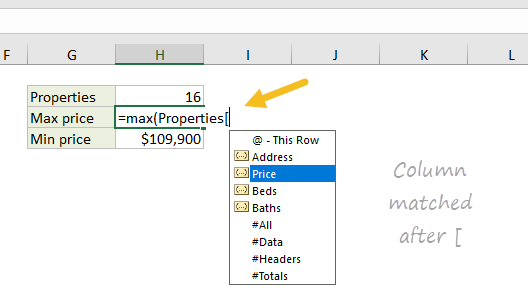 F G H I J K L
Properties 16
Max price =max(Properties[
Min price $109,900
@ - This Row
Address
Price
Beds
Baths
#All
#Data
#Headers
#Totals
Column
matched
after [